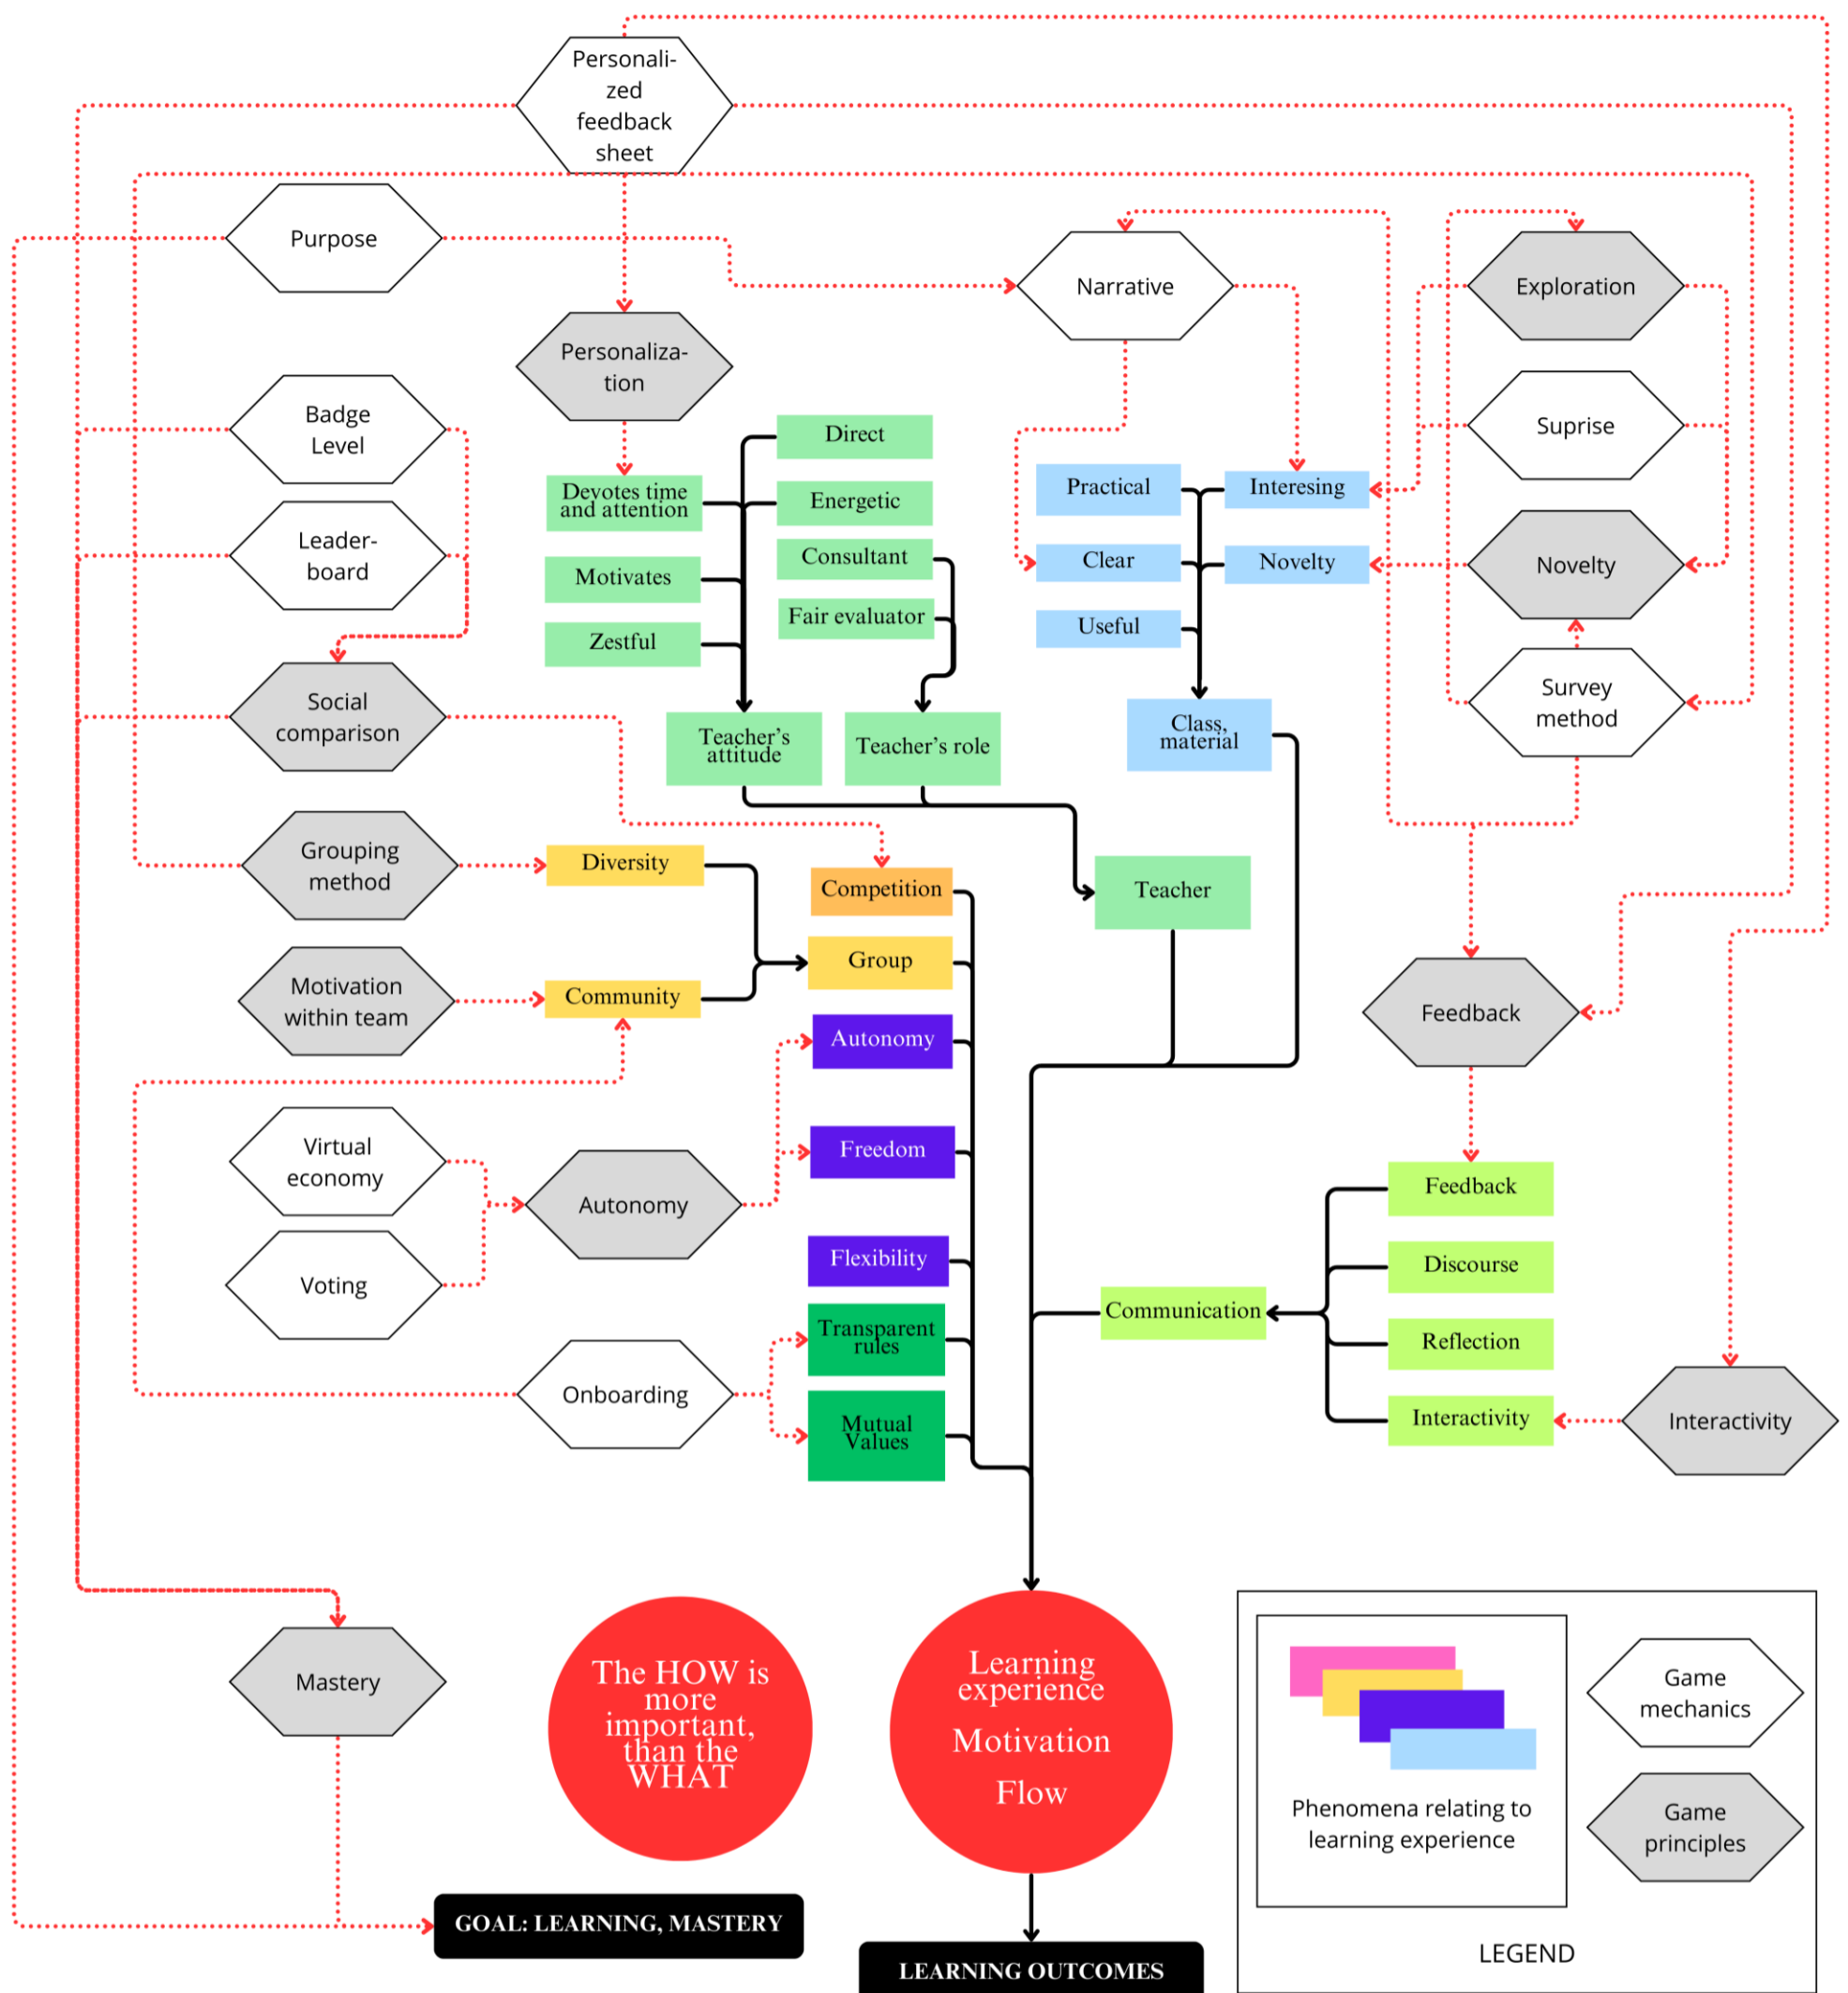 Personali-
zed
feedback
sheet
Purpose
Narrative
Exploration
Personaliza-
tion
Badge
Level
Suprise
Direct
Devotes time
and attention
Energetic
Practical
Interesing
Leader-
board
Consultant
Motivates
Clear
Novelty
Novelty
Fair evaluator
Useful
Zestful
Social
comparison
Survey
method
Teacher's
attitude
Teacher's role
Class,
material
Grouping
method
Diversity
Competition
Teacher
Group
Motivation
within team
Community
Autonomy
Feedback
Virtual
economy
Freedom
Autonomy
Feedback
Voting
Flexibility
Discourse
Communication
Transparent
rules
Reflection
Onboarding
Mutual
Values
Interactivity
Interactivity
Mastery
The HOW is
more
important,
than the
WHAT
Learning
experience
Motivation
Flow
Game
mechanics
Phenomena relating to
learning experience
Game
principles
GOAL: LEARNING, MASTERY
LEARNING OUTCOMES
LEGEND